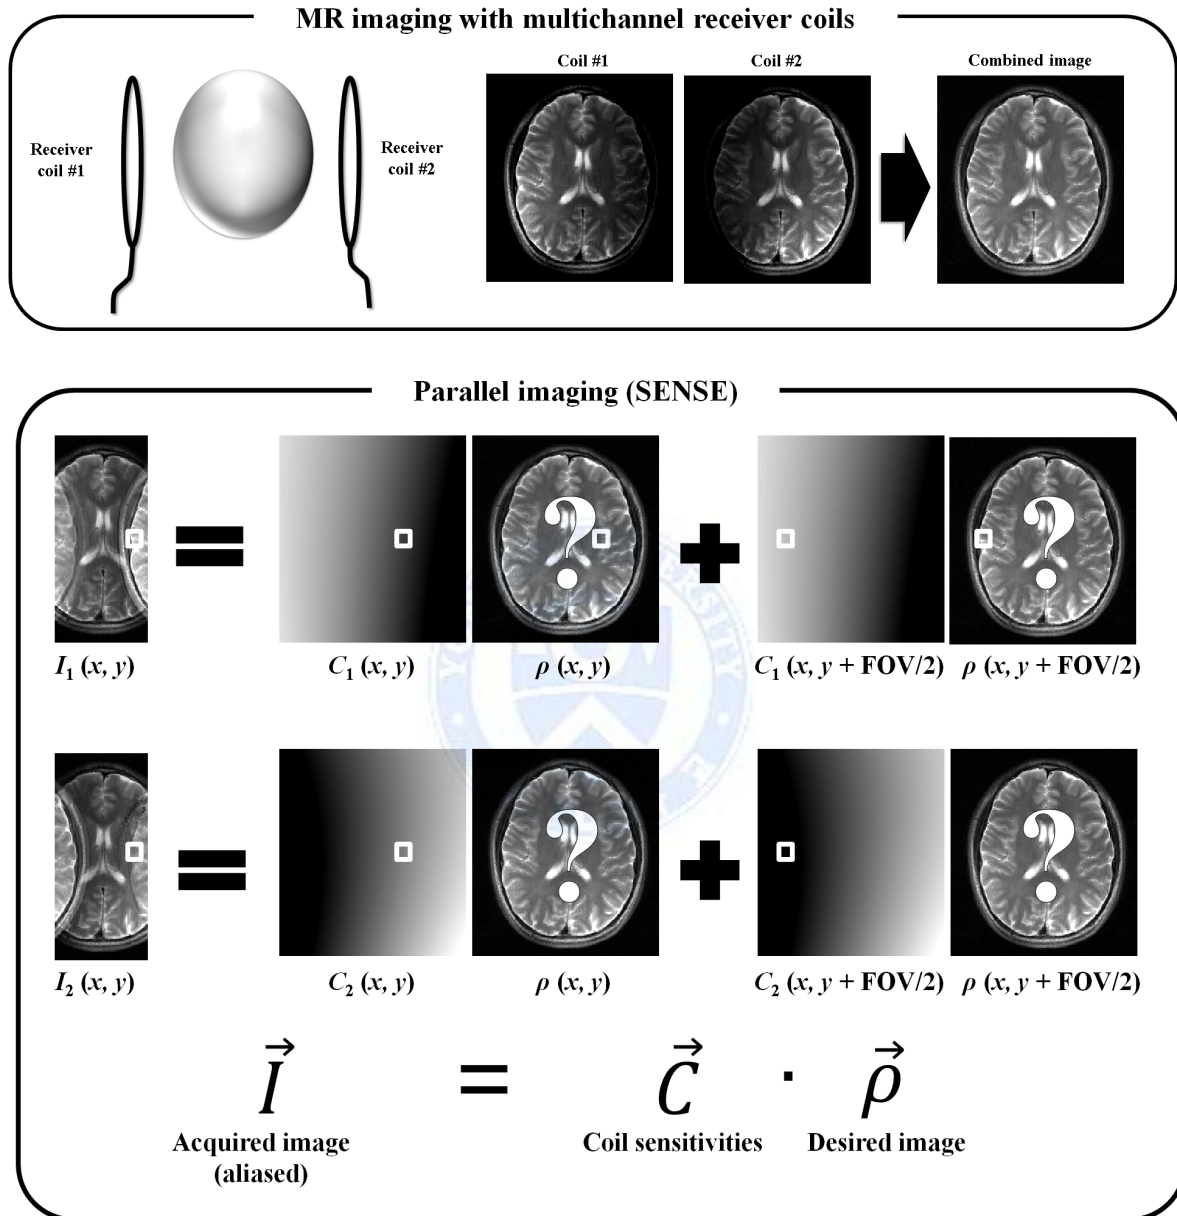 MR imaging with multichannel receiver coils
Coil #1
Coil #2
Combined image
Receiver
coil #1
Receiver
coil #2
Parallel imaging (SENSE)
?
?
I₁ (x, y)
C₁ (x, y)
ρ (x, y)
C₁ (x, y + FOV/2)
ρ (x, y + FOV/2)
?
?
I₂ (x, y)
C₂ (x, y)
ρ (x, y)
C₂ (x, y + FOV/2)
ρ (x, y + FOV/2)
I⃗ = C⃗ · ρ⃗
Acquired image
(aliased)
Coil sensitivities
Desired image